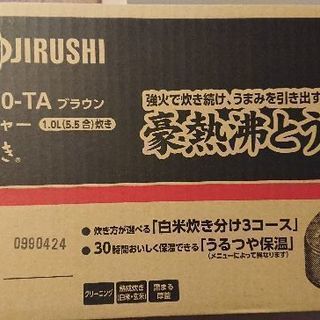 JIRUSHI
0-TA ブラウン
ャー 1.0L(5.5合)炊き
き。
強火で炊き続け、うまみを引き出す
豪熱沸とう
● 炊き方が選べる「白米炊き分け3コース」
● 30時間おいしく保温できる「うるつや保温」
(メニューによって異なります)
0990424
クリーニング 熟成炊き(白米・玄米) 黒まる厚釜